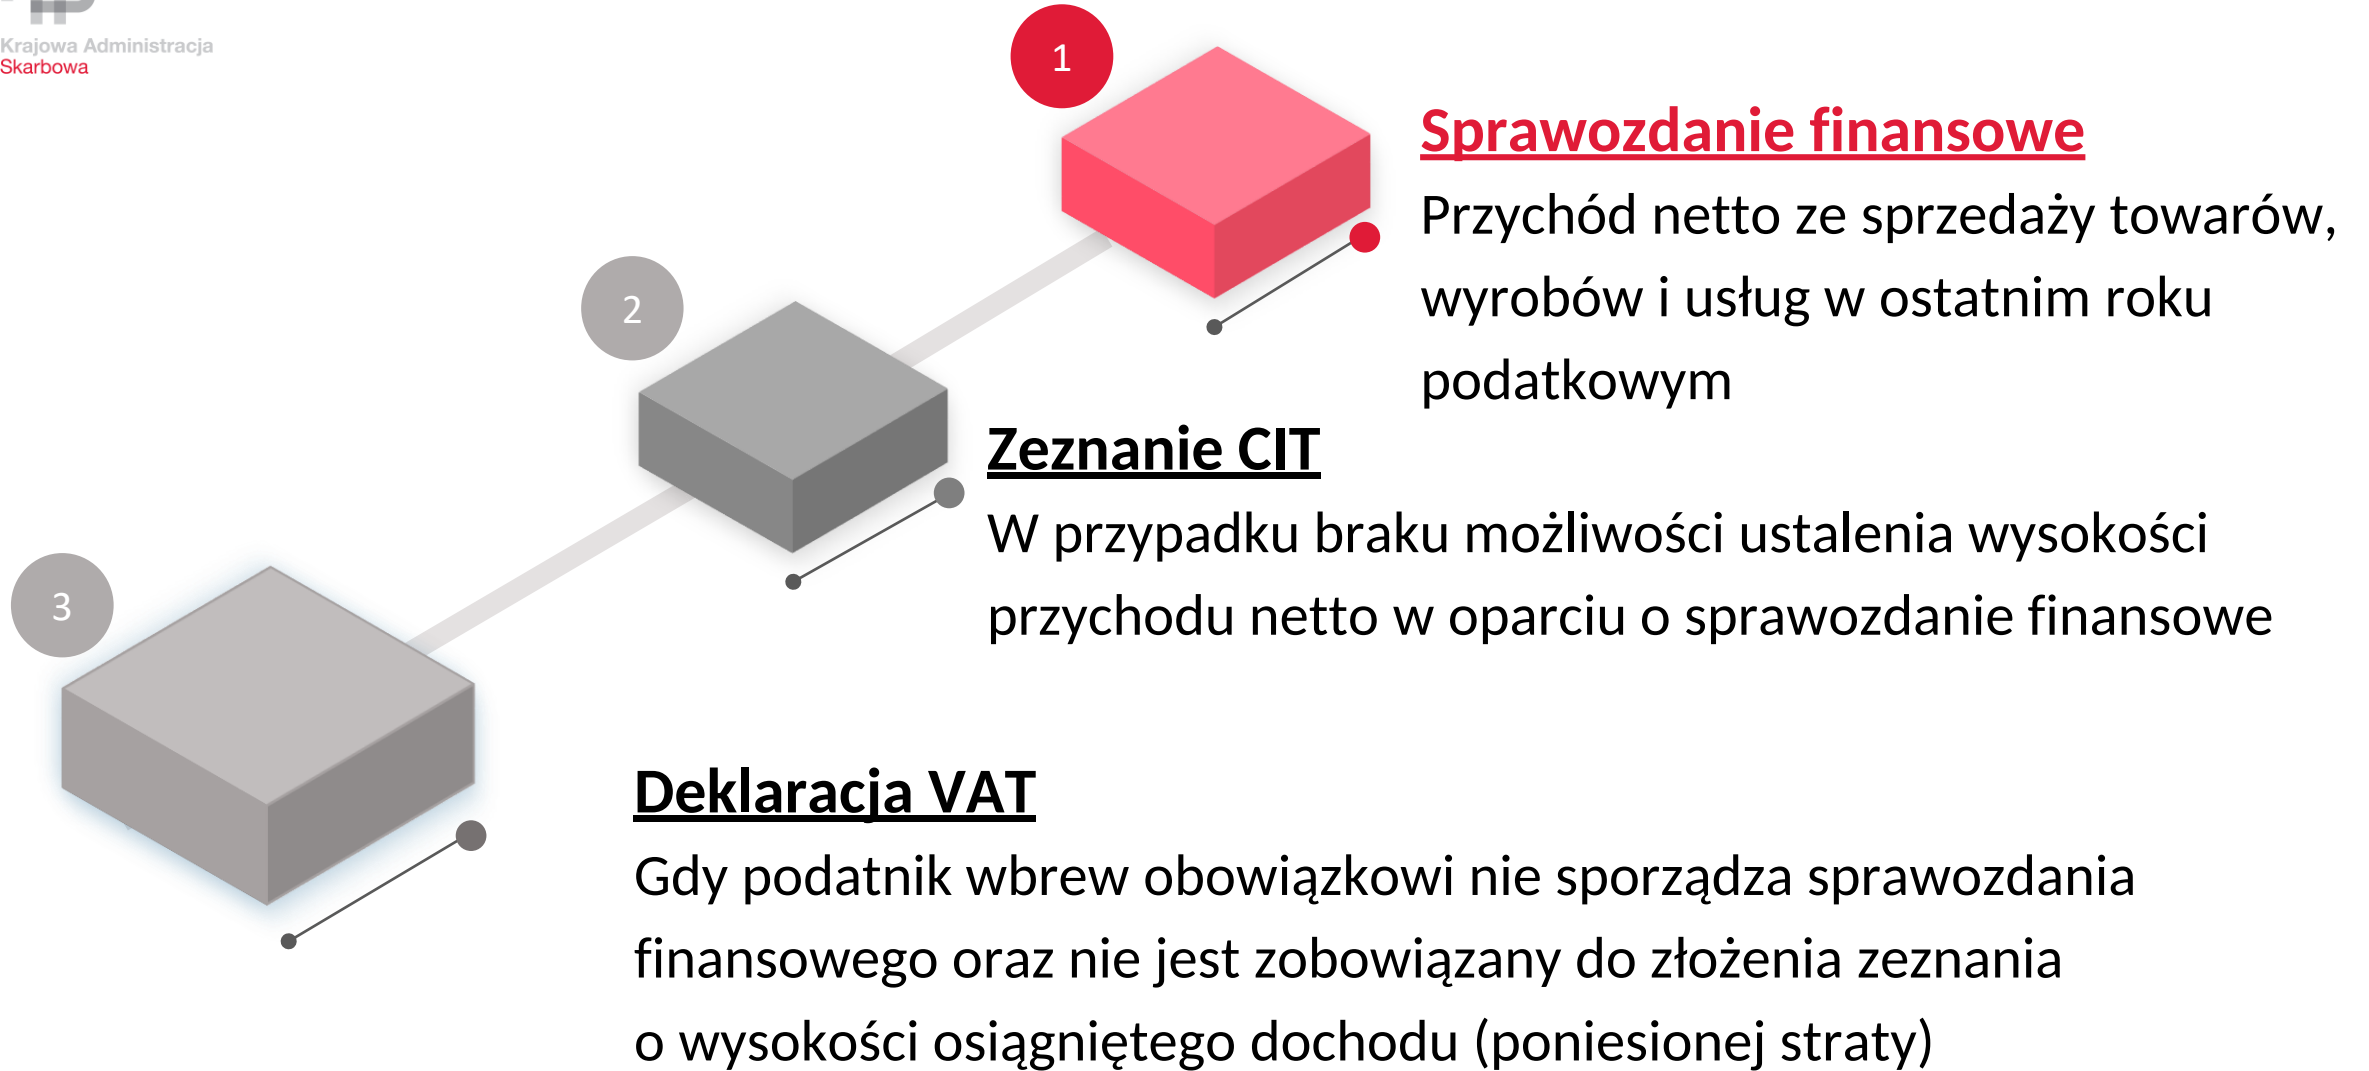 Krajowa Administracja
Skarbowa
1
Sprawozdanie finansowe
Przychód netto ze sprzedaży towarów,
wyrobów i usług w ostatnim roku
podatkowym
2
Zeznanie CIT
W przypadku braku możliwości ustalenia wysokości
przychodu netto w oparciu o sprawozdanie finansowe
3
Deklaracja VAT
Gdy podatnik wbrew obowiązkowi nie sporządza sprawozdania
finansowego oraz nie jest zobowiązany do złożenia zeznania
o wysokości osiągniętego dochodu (poniesionej straty)